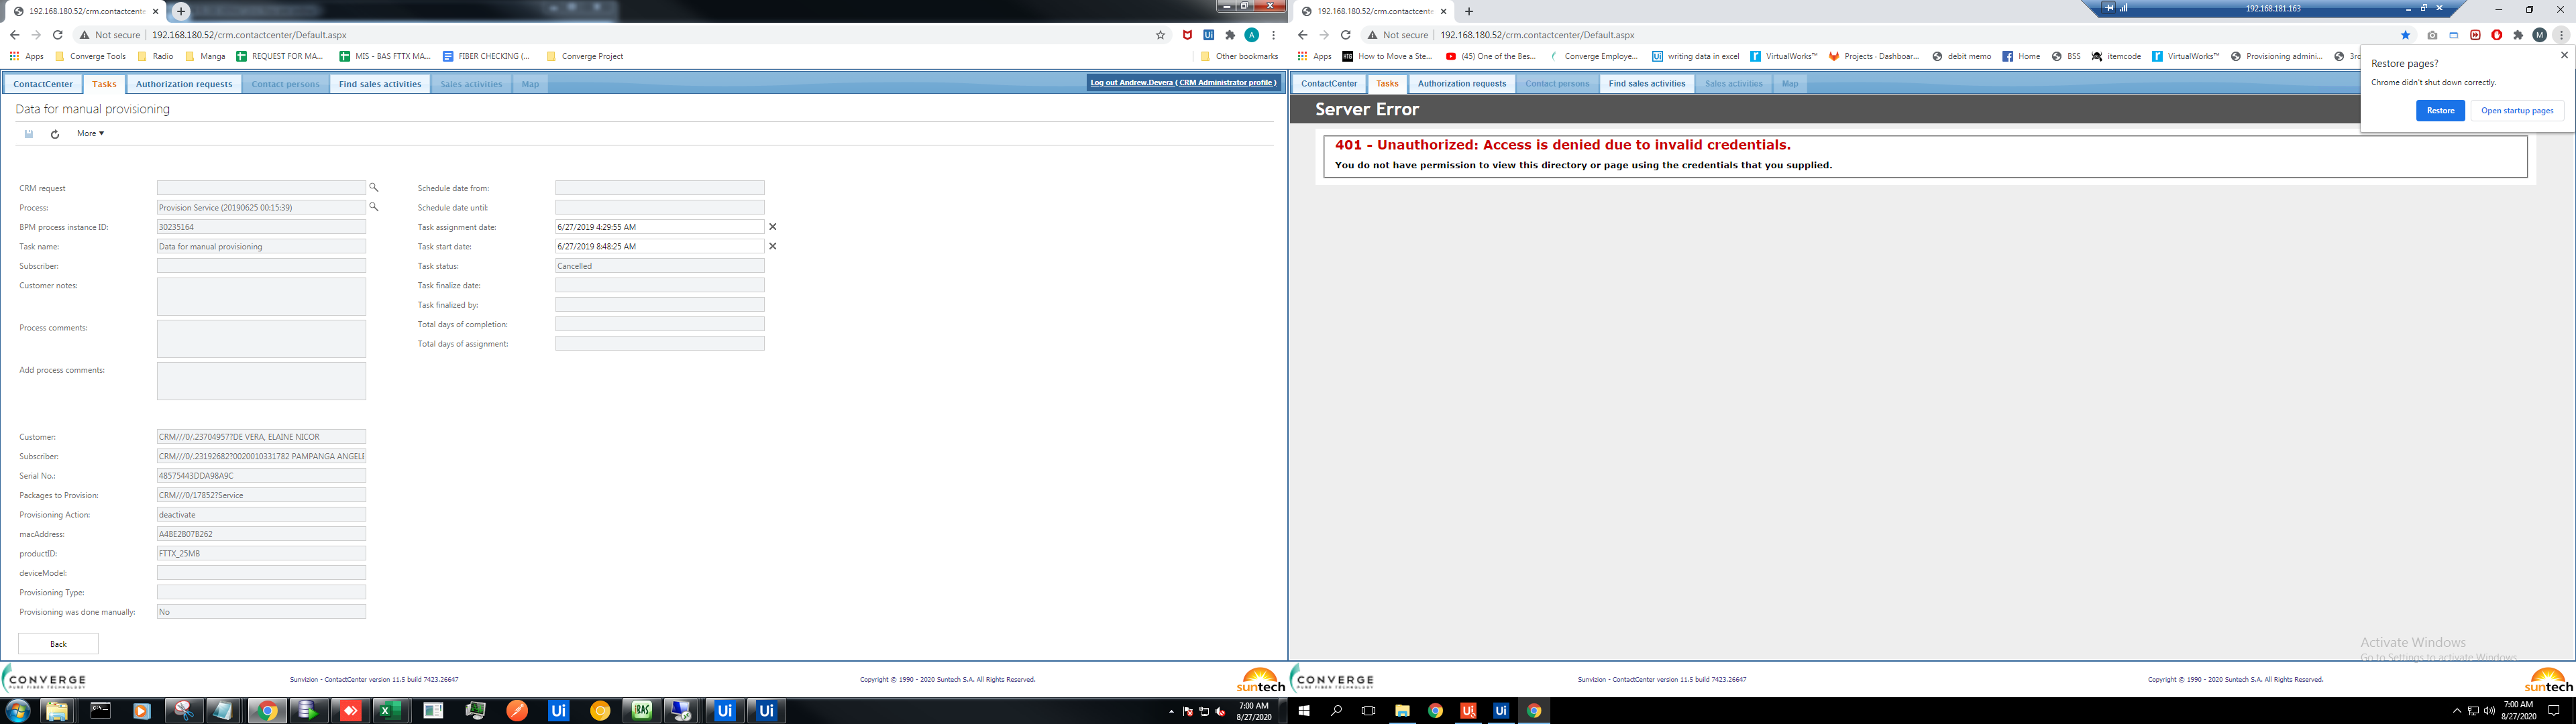 192.168.180.52/crm.contactcente
Not secure
192.168.180.52/crm.contactcenter/Default.aspx
Apps
Converge Tools
Radio
Manga
REQUEST FOR MA...
MIS - BAS FTTX MA...
FIBER CHECKING (...
Converge Project
Other bookmarks
ContactCenter
Tasks
Authorization requests
Contact persons
Find sales activities
Sales activities
Map
Log out Andrew.Devera ( CRM Administrator profile )
Data for manual provisioning
More
CRM request
Process:
Provision Service (20190625 00:15:39)
BPM process instance ID:
30235164
Task name:
Data for manual provisioning
Subscriber:
Customer notes:
Process comments:
Add process comments:
Schedule date from:
Schedule date until:
Task assignment date:
6/27/2019 4:29:55 AM
Task start date:
6/27/2019 8:48:25 AM
Task status:
Cancelled
Task finalize date:
Task finalized by:
Total days of completion:
Total days of assignment:
Customer:
CRM///0/.23704957?DE VERA, ELAINE NICOR
Subscriber:
CRM///0/.23192682?0020010331782 PAMPANGA ANGELE
Serial No.:
48575443DDA98A9C
Packages to Provision:
CRM///0/17852?Service
Provisioning Action:
deactivate
macAddress:
A4BE2B07B262
productID:
FTTX_25MB
deviceModel:
Provisioning Type:
Provisioning was done manually:
No
Back
CONVERGE
PURE FIBER TECHNOLOGY
Sunvizion - ContactCenter version 11.5 build 7423.26647
Copyright © 1990 - 2020 Suntech S.A. All Rights Reserved.
suntech
7:00 AM
8/27/2020
192.168.180.52/crm.contactcente
192.168.181.163
Not secure
192.168.180.52/crm.contactcenter/Default.aspx
Apps
How to Move a Ste...
(45) One of the Bes...
Converge Employe...
writing data in excel
VirtualWorks™
Projects - Dashboar...
debit memo
Home
BSS
itemcode
VirtualWorks™
Provisioning admini...
3rd
ContactCenter
Tasks
Authorization requests
Contact persons
Find sales activities
Sales activities
Map
Restore pages?
Chrome didn't shut down correctly.
Restore
Open startup pages
Server Error
401 - Unauthorized: Access is denied due to invalid credentials.
You do not have permission to view this directory or page using the credentials that you supplied.
Activate Windows
Go to Settings to activate Windows.
CONVERGE
PURE FIBER TECHNOLOGY
Sunvizion - ContactCenter version 11.5 build 7423.26647
Copyright © 1990 - 2020 Suntech S.A. All Rights Reserved.
suntech
7:00 AM
8/27/2020